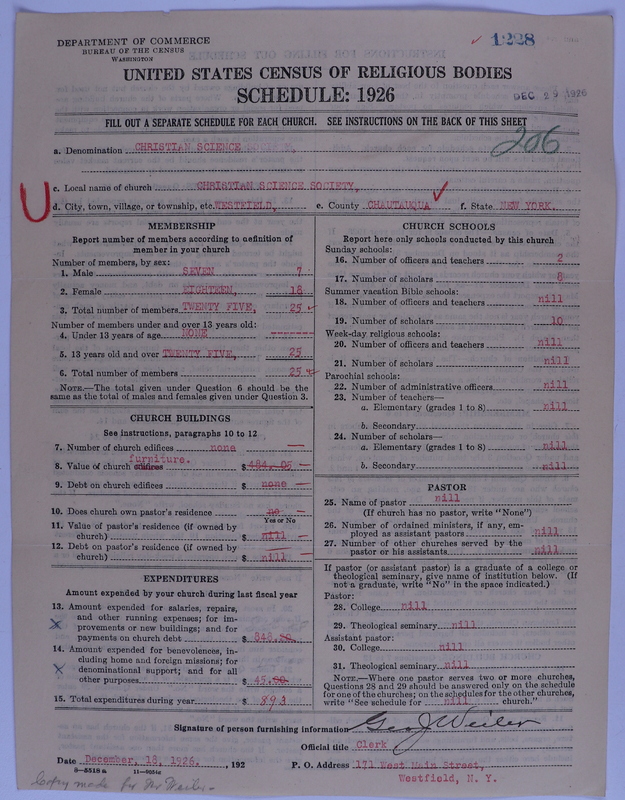 DEPARTMENT OF COMMERCE
BUREAU OF THE CENSUS
WASHINGTON
1228
UNITED STATES CENSUS OF RELIGIOUS BODIES
SCHEDULE: 1926
DEC 29 1926
FILL OUT A SEPARATE SCHEDULE FOR EACH CHURCH. SEE INSTRUCTIONS ON THE BACK OF THIS SHEET
206
a. Denomination CHRISTIAN SCIENCE
c. Local name of church CHRISTIAN SCIENCE SOCIETY,
d. City, town, village, or township, etc. WESTFIELD, e. County CHAUTAUQUA f. State NEW YORK.
MEMBERSHIP
Report number of members according to definition of member in your church
Number of members, by sex:
1. Male SEVEN 7
2. Female EIGHTEEN, 18
3. Total number of members TWENTY FIVE, 25
Number of members under and over 13 years old:
4. Under 13 years of age NONE -------
5. 13 years old and over TWENTY FIVE, 25
6. Total number of members 25
NOTE.—The total given under Question 6 should be the
same as the total of males and females given under Question 3.
CHURCH BUILDINGS
See instructions, paragraphs 10 to 12
7. Number of church edifices none —
furniture.
8. Value of church edifices $ 484.05 —
9. Debt on church edifices $ none —
10. Does church own pastor's residence no —
Yes or No
11. Value of pastor's residence (if owned by
church) $ nill —
12. Debt on pastor's residence (if owned by
church) $ nill —
EXPENDITURES
Amount expended by your church during last fiscal year
13. Amount expended for salaries, repairs,
and other running expenses; for im-
provements or new buildings; and for
payments on church debt $ 848.50.
14. Amount expended for benevolences, in-
cluding home and foreign missions; for
denominational support; and for all
other purposes $ 45.50
15. Total expenditures during year $ 893
CHURCH SCHOOLS
Report here only schools conducted by this church
Sunday schools:
16. Number of officers and teachers 2
17. Number of scholars 8
Summer vacation Bible schools:
18. Number of officers and teachers nill
19. Number of scholars 10
Week-day religious schools:
20. Number of officers and teachers nill
21. Number of scholars nill
Parochial schools:
22. Number of administrative officers nill
23. Number of teachers—
a. Elementary (grades 1 to 8) nill
b. Secondary
24. Number of scholars—
a. Elementary (grades 1 to 8) nill
b. Secondary nill
PASTOR
25. Name of pastor nill
(If church has no pastor, write "None")
26. Number of ordained ministers, if any, em-
ployed as assistant pastors nill
27. Number of other churches served by the
pastor or his assistants nill
If pastor (or assistant pastor) is a graduate of a college or
theological seminary, give name of institution below. (If
not a graduate, write "No" in the space indicated.)
Pastor:
28. College nill
29. Theological seminary nill
Assistant pastor:
30. College nill
31. Theological seminary nill
NOTE.—Where one pastor serves two or more churches,
Questions 28 and 29 should be answered only on the schedule
for one of the churches; on the schedules for the other churches,
write "See schedule for nill church."
Signature of person furnishing information Geo J Weiler
Official title Clerk
Date December, 18, 1926. , 192
P. O. Address 171 West Main Street,
Westfield, N. Y.
8—5518a 11—9054d
Copy made for Mr Weiler -